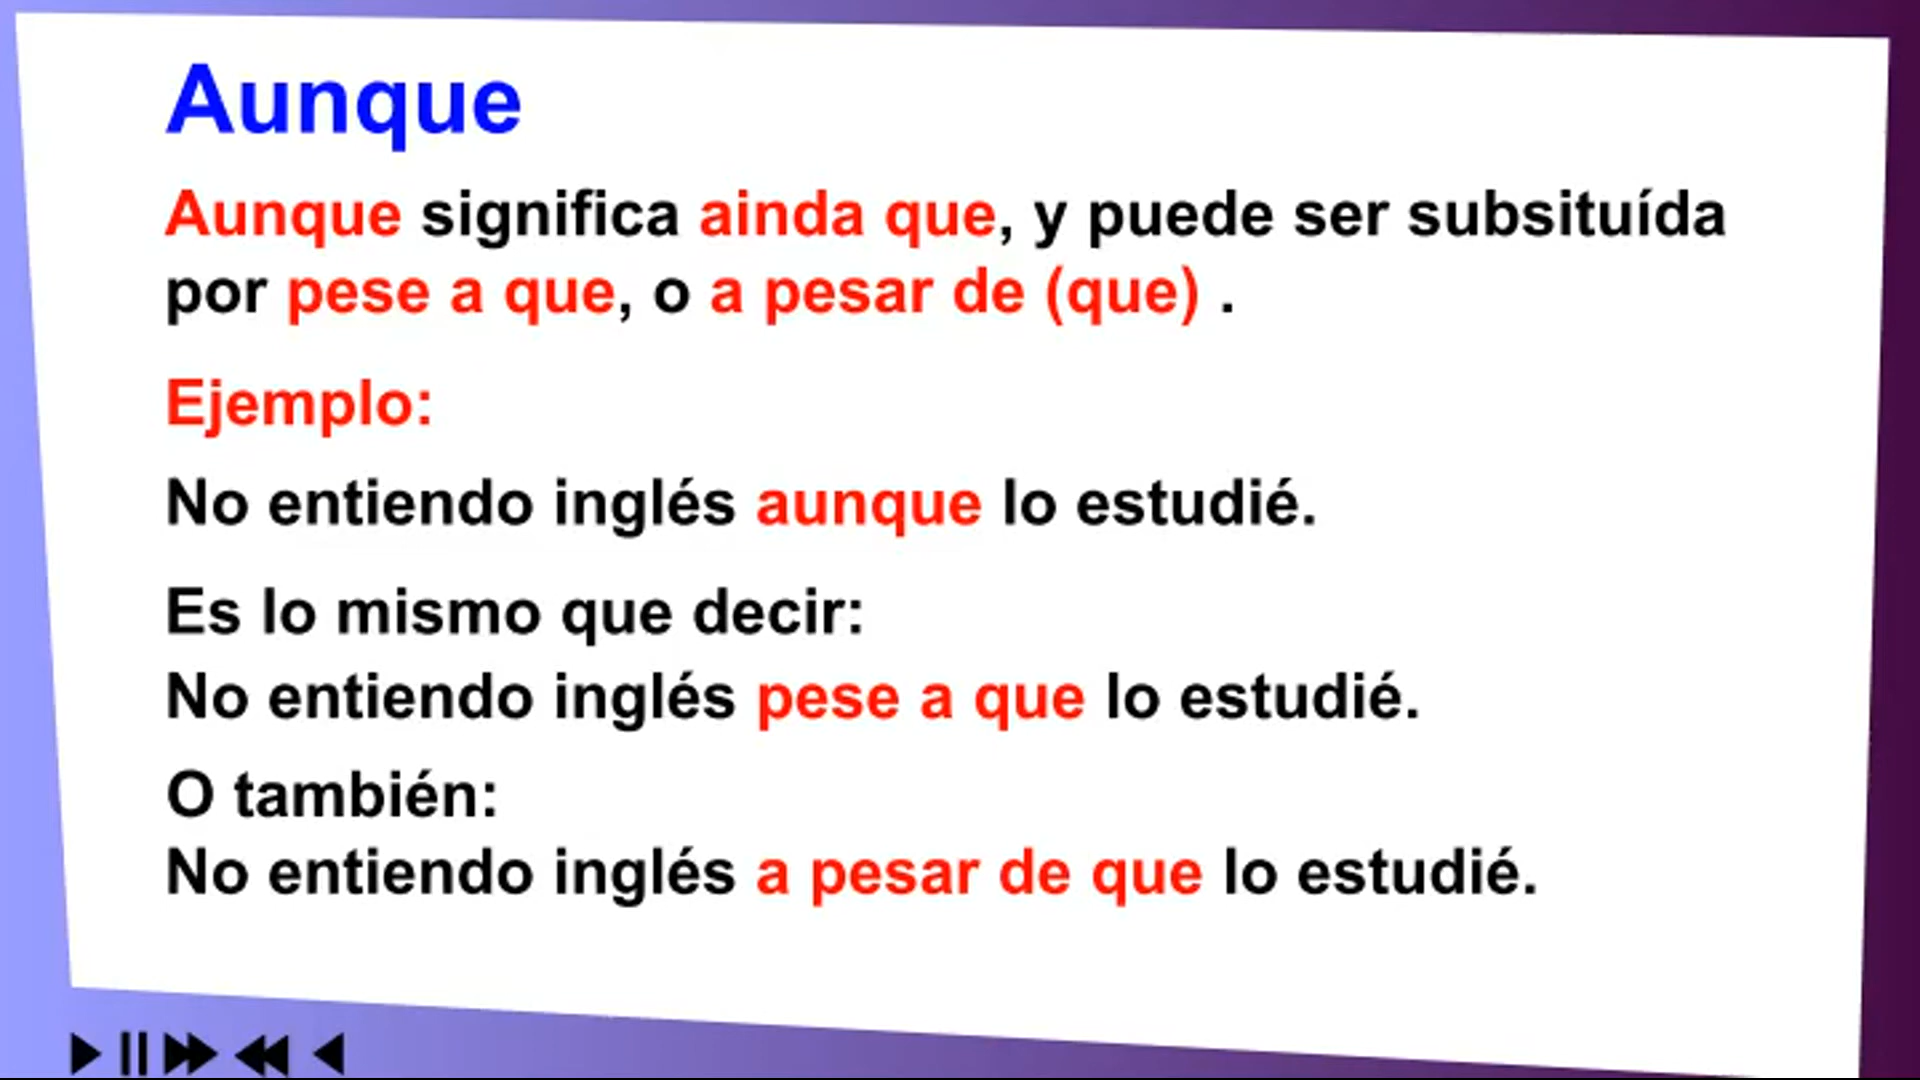 Aunque
Aunque significa ainda que, y puede ser subsituída
por pese a que, o a pesar de (que) .
Ejemplo:
No entiendo inglés aunque lo estudié.
Es lo mismo que decir:
No entiendo inglés pese a que lo estudié.
O también:
No entiendo inglés a pesar de que lo estudié.